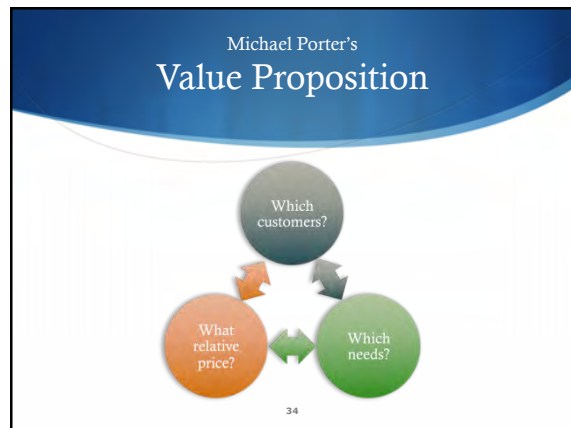 Michael Porter's
Value Proposition
Which
customers?
What
relative
price?
Which
needs?
34